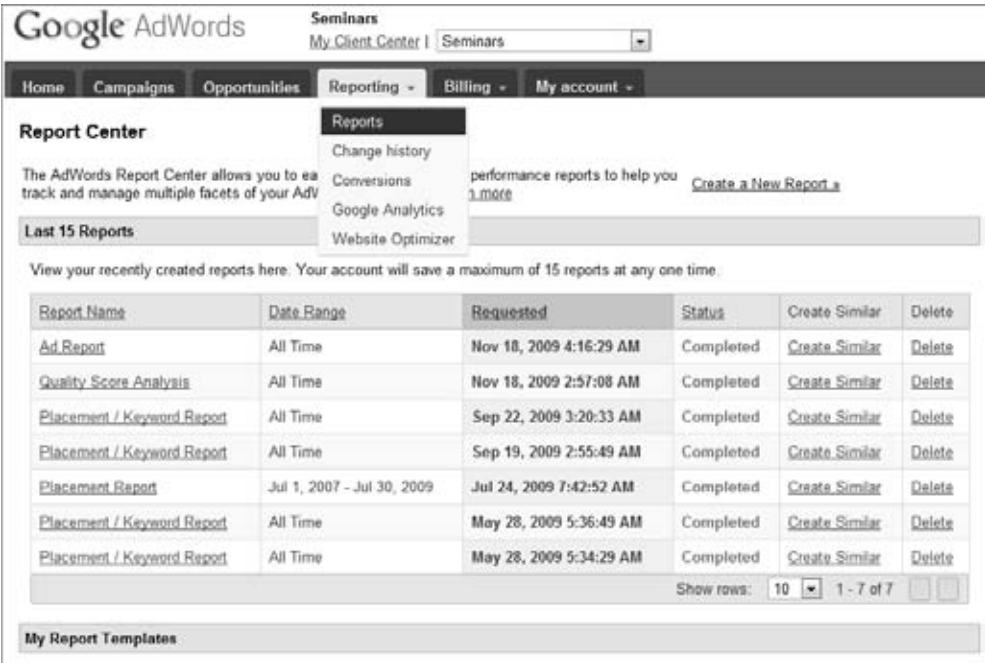 Google AdWords
Seminars
My Client Center | Seminars
Home Campaigns Opportunities Reporting Billing My account
Reports
Change history
Conversions
Google Analytics
Website Optimizer
Report Center
The AdWords Report Center allows you to ea performance reports to help you
track and manage multiple facets of your AdW n more
Create a New Report »
Last 15 Reports
View your recently created reports here. Your account will save a maximum of 15 reports at any one time.
Report Name Date Range Requested Status Create Similar Delete
Ad Report All Time Nov 18, 2009 4:16:29 AM Completed Create Similar Delete
Quality Score Analysis All Time Nov 18, 2009 2:57:08 AM Completed Create Similar Delete
Placement / Keyword Report All Time Sep 22, 2009 3:20:33 AM Completed Create Similar Delete
Placement / Keyword Report All Time Sep 19, 2009 2:55:49 AM Completed Create Similar Delete
Placement Report Jul 1, 2007 - Jul 30, 2009 Jul 24, 2009 7:42:52 AM Completed Create Similar Delete
Placement / Keyword Report All Time May 28, 2009 5:36:49 AM Completed Create Similar Delete
Placement / Keyword Report All Time May 28, 2009 5:34:29 AM Completed Create Similar Delete
Show rows: 10 1 - 7 of 7
My Report Templates